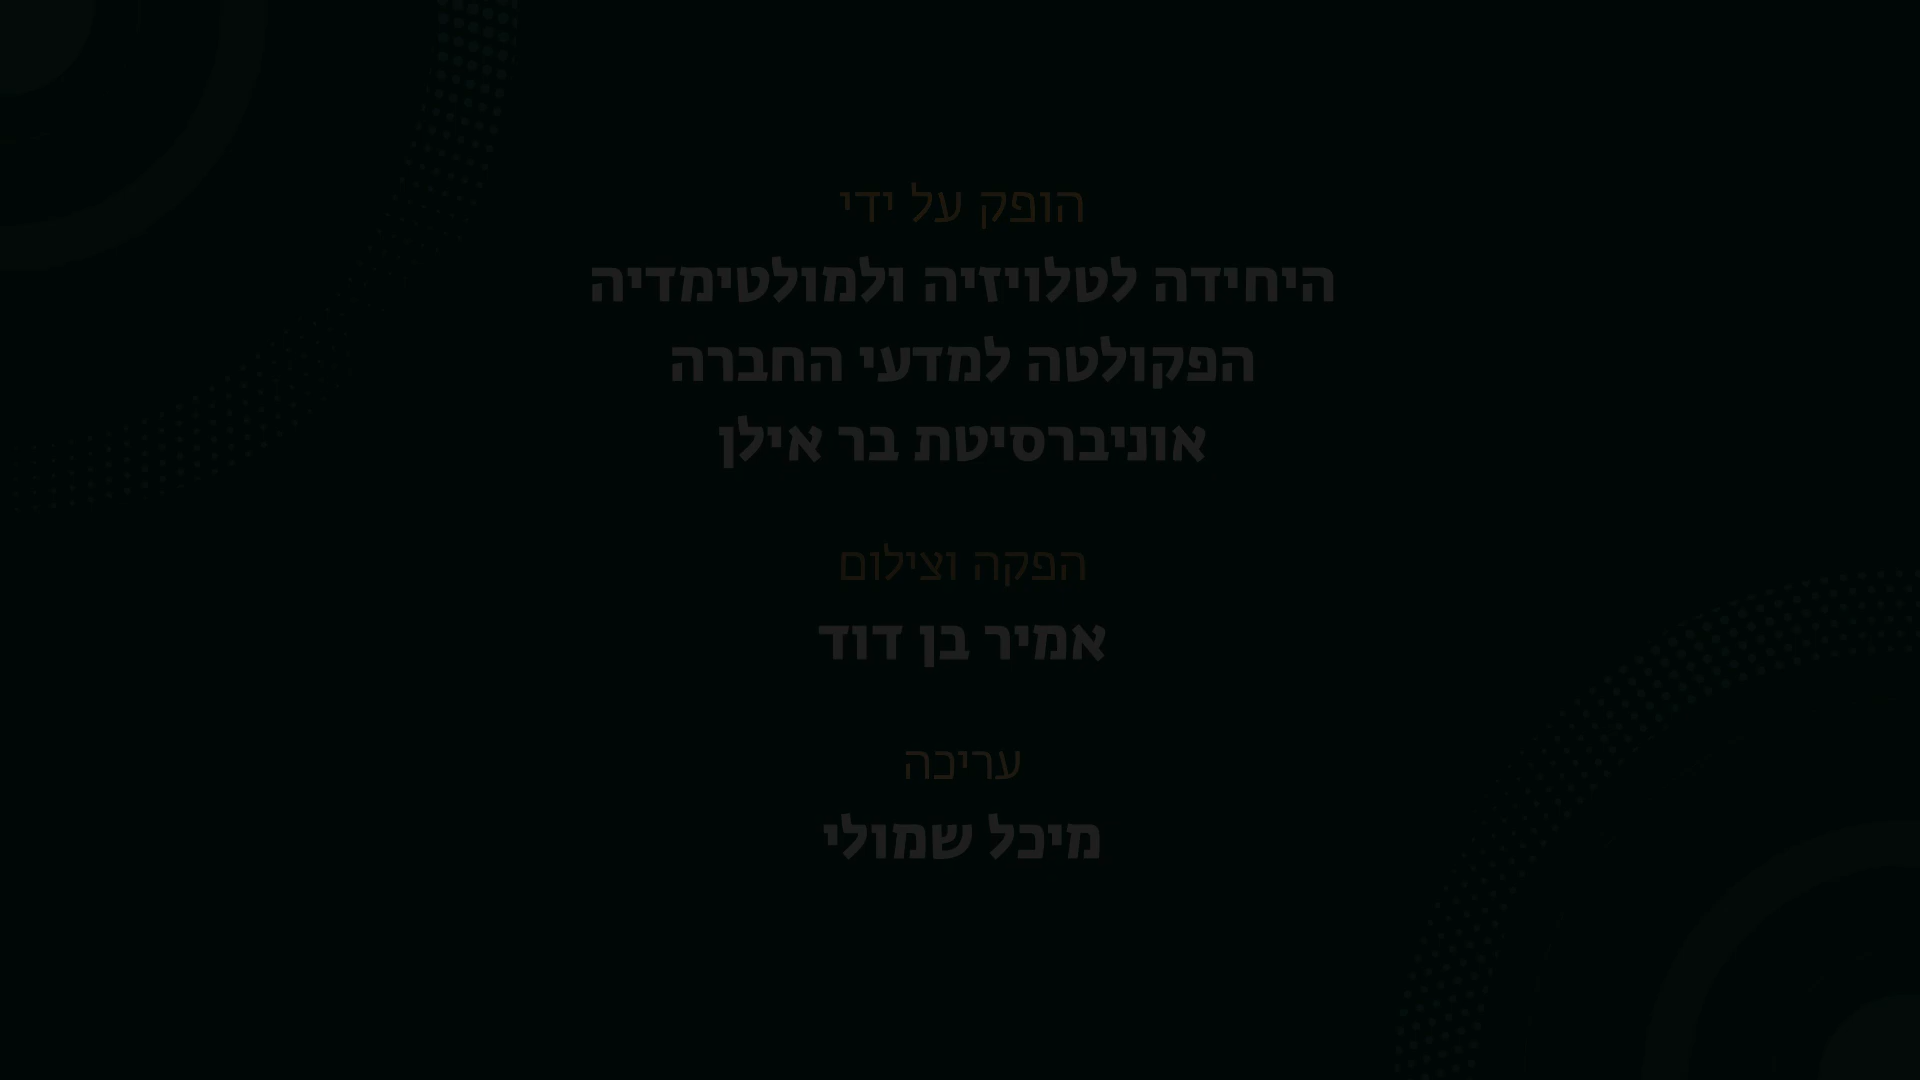 הופק על ידי
היחידה לטלויזיה ולמולטימדיה
הפקולטה למדעי החברה
אוניברסיטת בר אילן
הפקה וצילום
אמיר בן דוד
עריכה
מיכל שמולי